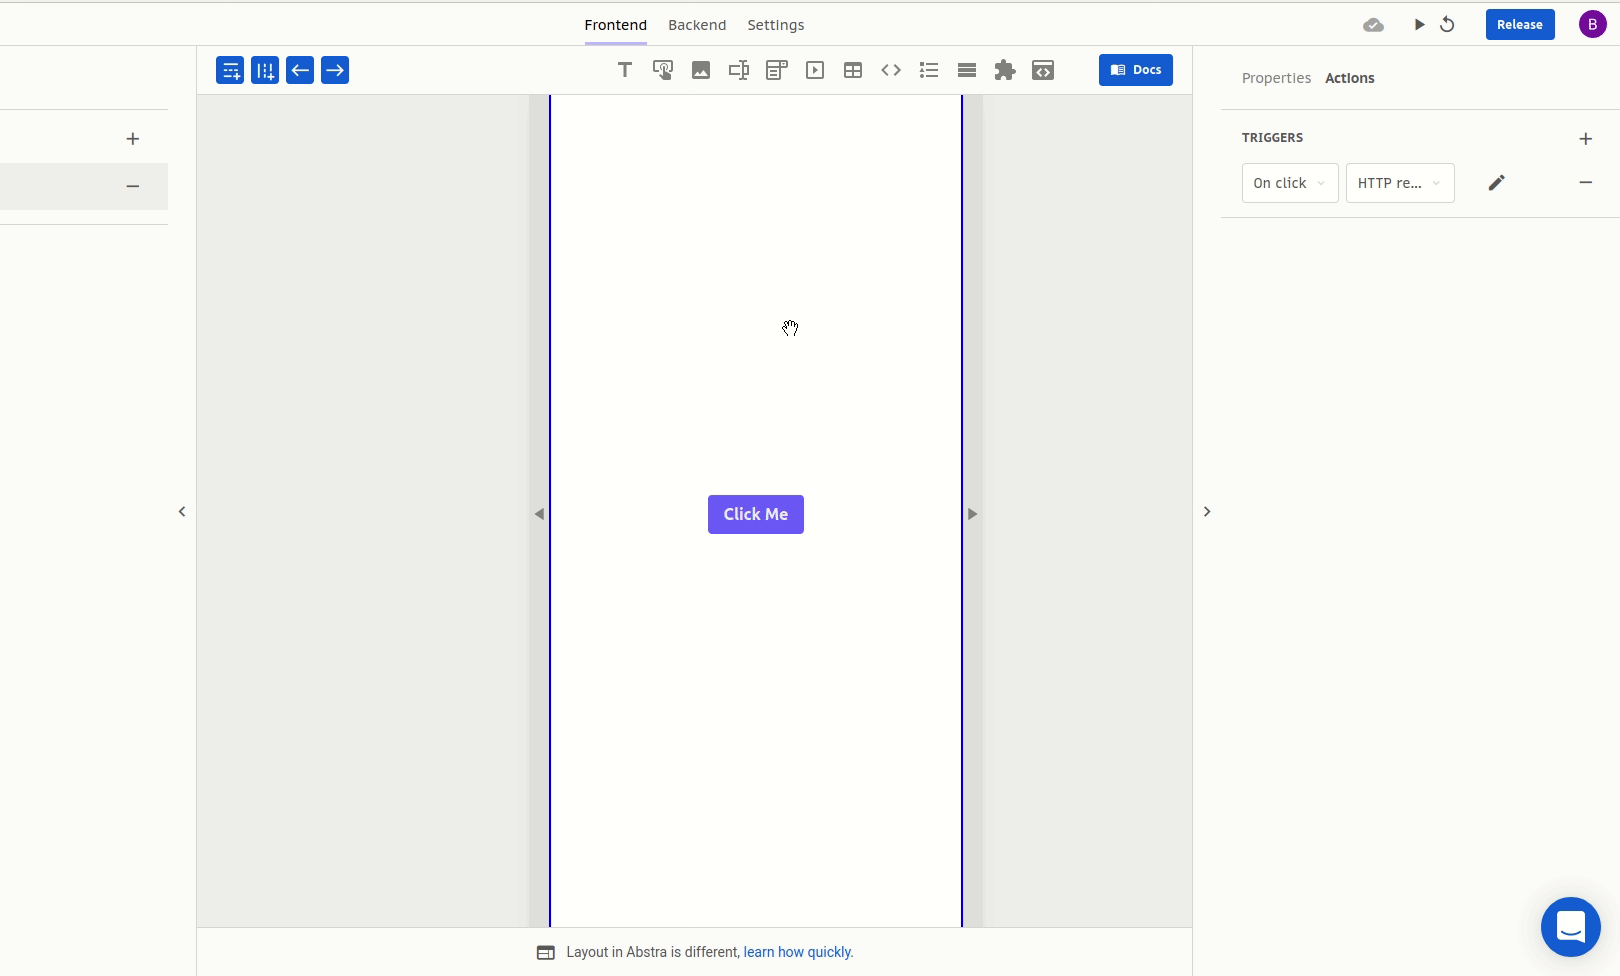 Frontend Backend Settings
Release
B
Docs
Properties Actions
TRIGGERS
On click HTTP re...
Click Me
Layout in Abstra is different, learn how quickly.